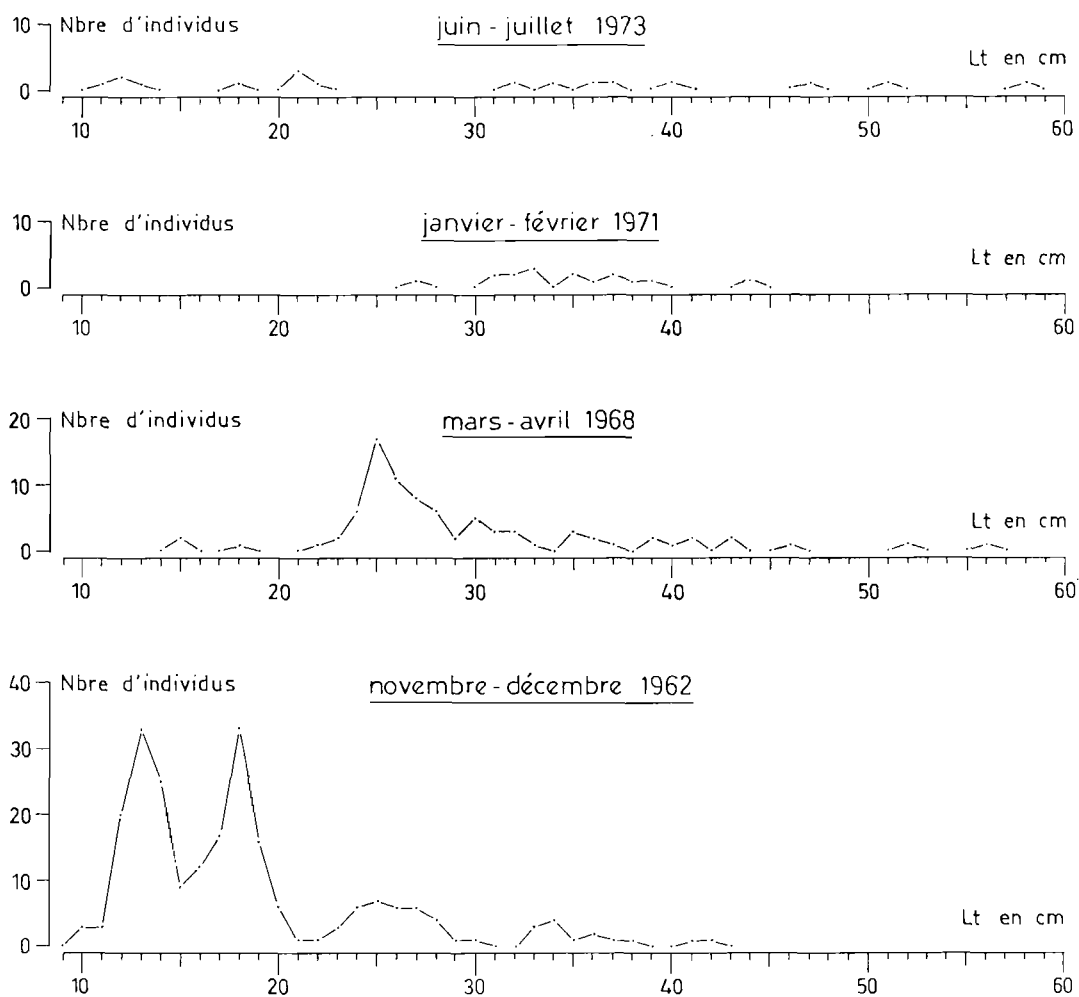 10 Nbre d'individus juin - juillet 1973
Lt en cm
0
10 20 30 40 50 60
10 Nbre d'individus janvier - février 1971
Lt en cm
0
10 20 30 40 50 60
20 Nbre d'individus mars - avril 1968
10
Lt en cm
0
10 20 30 40 50 60
40 Nbre d'individus novembre - décembre 1962
30
20
10
Lt en cm
0
10 20 30 40 50 60